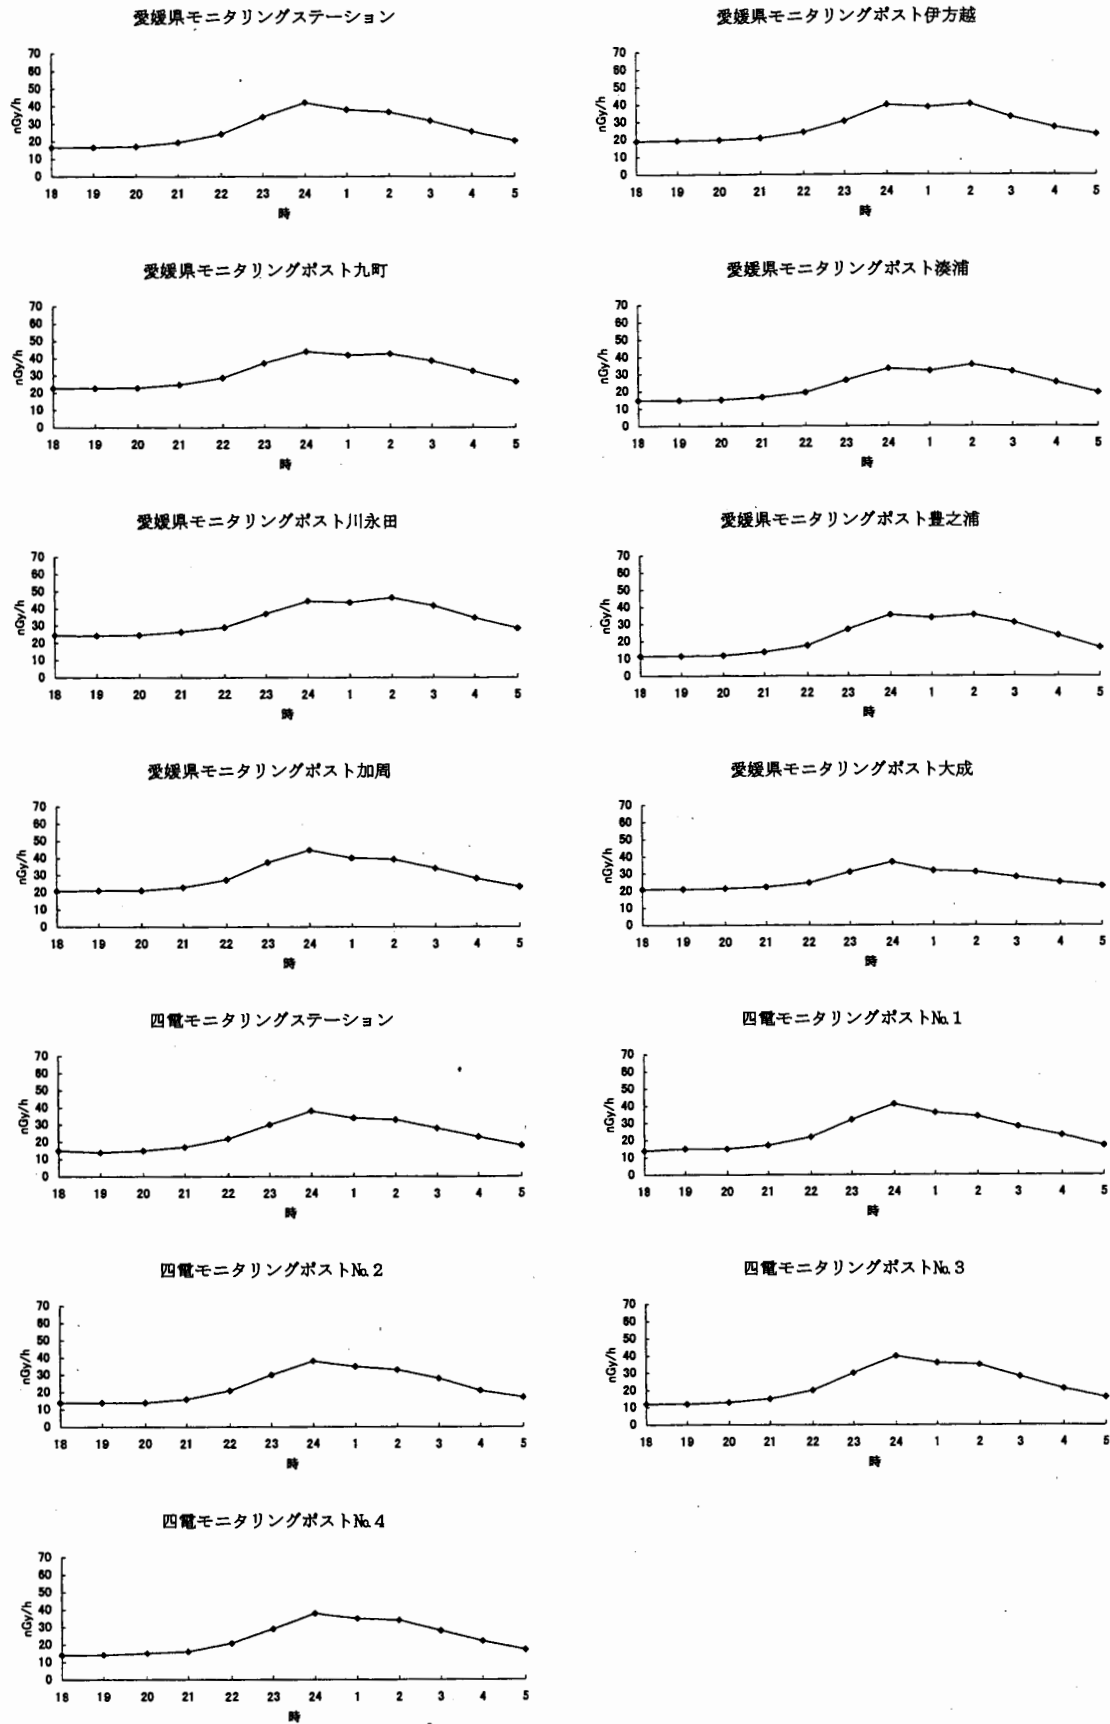 愛媛県モニタリングステーション
70
60
50
40
30
20
10
0
nGy/h
18 19 20 21 22 23 24 1 2 3 4 5
時
愛媛県モニタリングポスト伊方越
70
60
50
40
30
20
10
0
nGy/h
18 19 20 21 22 23 24 1 2 3 4 5
時
愛媛県モニタリングポスト九町
70
60
50
40
30
20
10
0
nGy/h
18 19 20 21 22 23 24 1 2 3 4 5
時
愛媛県モニタリングポスト湊浦
70
60
50
40
30
20
10
0
nGy/h
18 19 20 21 22 23 24 1 2 3 4 5
時
愛媛県モニタリングポスト川永田
70
60
50
40
30
20
10
0
nGy/h
18 19 20 21 22 23 24 1 2 3 4 5
時
愛媛県モニタリングポスト豊之浦
70
60
50
40
30
20
10
0
nGy/h
18 19 20 21 22 23 24 1 2 3 4 5
時
愛媛県モニタリングポスト加周
70
60
50
40
30
20
10
0
nGy/h
18 19 20 21 22 23 24 1 2 3 4 5
時
愛媛県モニタリングポスト大成
70
60
50
40
30
20
10
0
nGy/h
18 19 20 21 22 23 24 1 2 3 4 5
時
四電モニタリングステーション
70
60
50
40
30
20
10
0
nGy/h
18 19 20 21 22 23 24 1 2 3 4 5
時
四電モニタリングポスト№1
70
60
50
40
30
20
10
0
nGy/h
18 19 20 21 22 23 24 1 2 3 4 5
時
四電モニタリングポスト№2
70
60
50
40
30
20
10
0
nGy/h
18 19 20 21 22 23 24 1 2 3 4 5
時
四電モニタリングポスト№3
70
60
50
40
30
20
10
0
nGy/h
18 19 20 21 22 23 24 1 2 3 4 5
時
四電モニタリングポスト№4
70
60
50
40
30
20
10
0
nGy/h
18 19 20 21 22 23 24 1 2 3 4 5
時